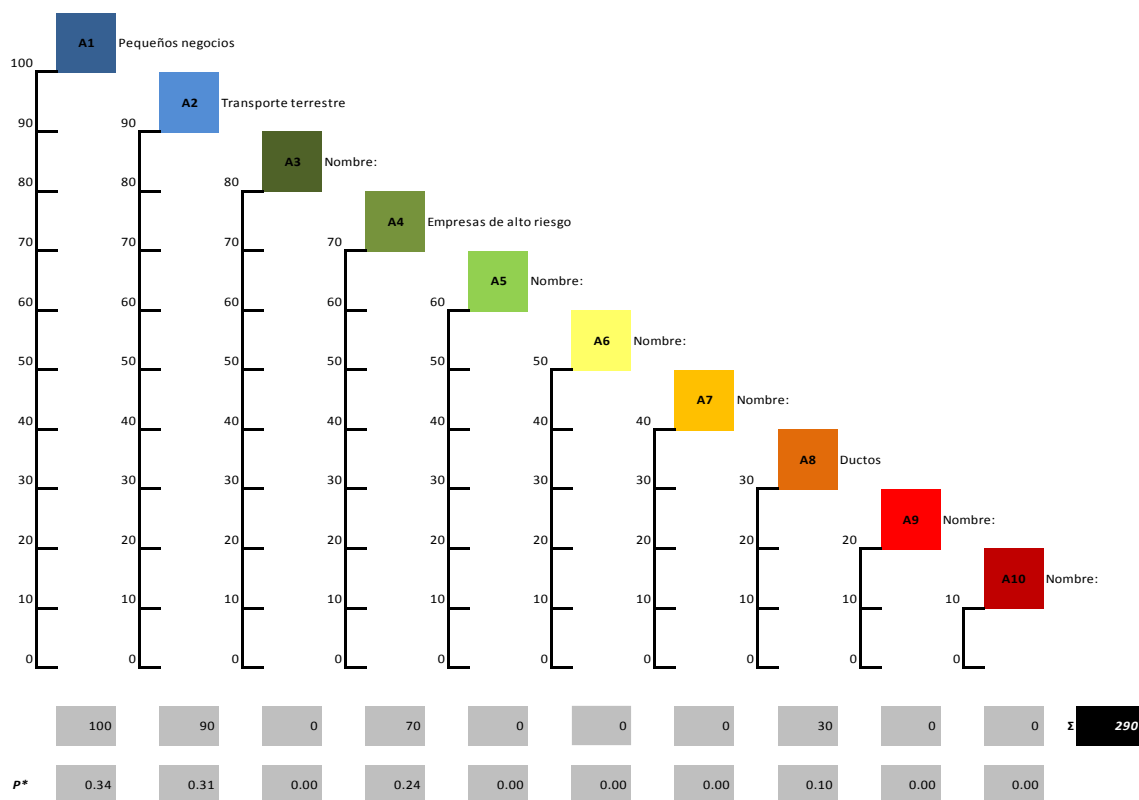 A1 Pequeños negocios
100
A2 Transporte terrestre
90 90
A3 Nombre:
80 80 80
A4 Empresas de alto riesgo
70 70 70 70
A5 Nombre:
60 60 60 60 60
A6 Nombre:
50 50 50 50 50 50
A7 Nombre:
40 40 40 40 40 40 40
A8 Ductos
30 30 30 30 30 30 30 30
A9 Nombre:
20 20 20 20 20 20 20 20 20
A10 Nombre:
10 10 10 10 10 10 10 10 10 10
0 0 0 0 0 0 0 0 0 0
100 90 0 70 0 0 0 30 0 0 Σ 290
P* 0.34 0.31 0.00 0.24 0.00 0.00 0.00 0.10 0.00 0.00